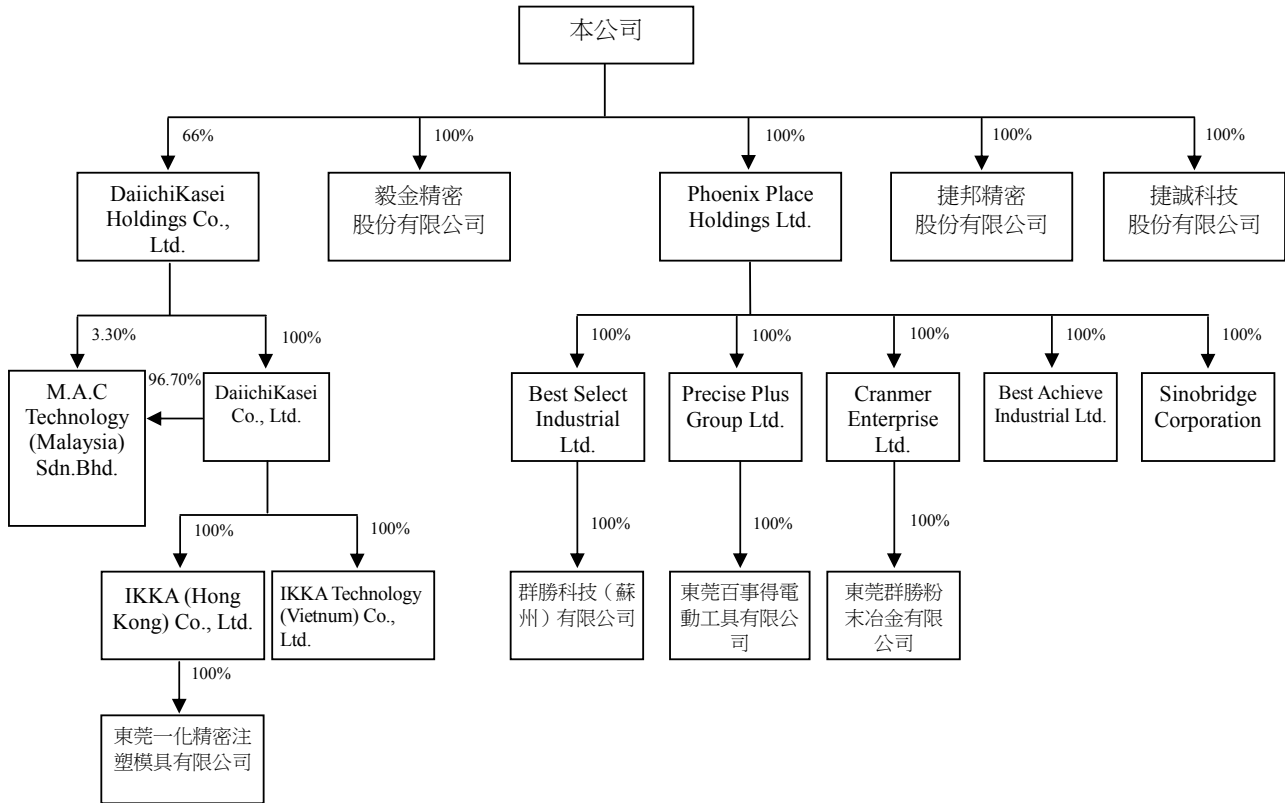 本公司
66%
100%
100%
100%
100%
DaiichiKasei
Holdings Co.,
Ltd.
毅金精密
股份有限公司
Phoenix Place
Holdings Ltd.
捷邦精密
股份有限公司
捷誠科技
股份有限公司
3.30%
100%
100%
100%
100%
100%
100%
M.A.C
Technology
(Malaysia)
Sdn.Bhd.
96.70%
DaiichiKasei
Co., Ltd.
Best Select
Industrial
Ltd.
Precise Plus
Group Ltd.
Cranmer
Enterprise
Ltd.
Best Achieve
Industrial Ltd.
Sinobridge
Corporation
100%
100%
100%
100%
100%
IKKA (Hong
Kong) Co., Ltd.
IKKA Technology
(Vietnum) Co.,
Ltd.
群勝科技（蘇
州）有限公司
東莞百事得電
動工具有限公
司
東莞群勝粉
末冶金有限
公司
100%
東莞一化精密注
塑模具有限公司